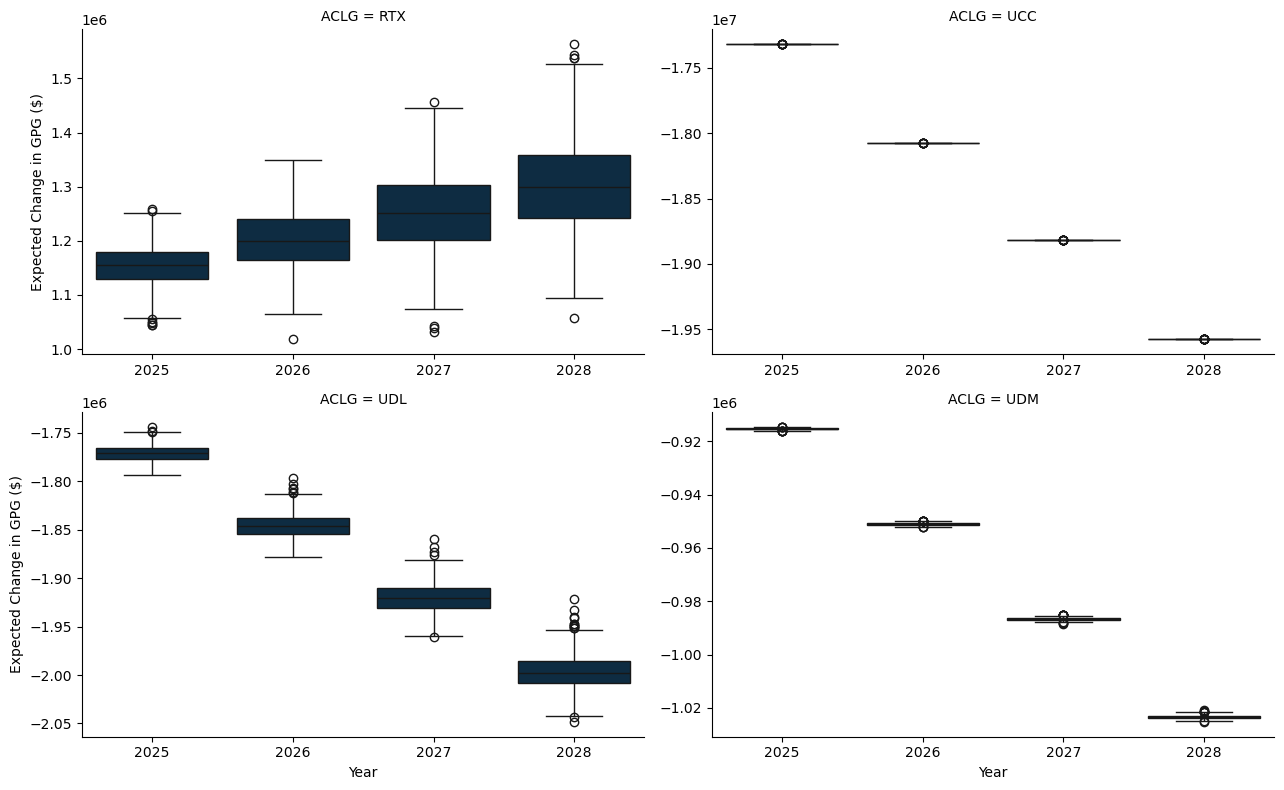 ACLG = RTX
1e6
Expected Change in GPG ($)
1.5
1.4
1.3
1.2
1.1
1.0
2025 2026 2027 2028
ACLG = UCC
1e7
−1.75
−1.80
−1.85
−1.90
−1.95
2025 2026 2027 2028
ACLG = UDL
1e6
Expected Change in GPG ($)
−1.75
−1.80
−1.85
−1.90
−1.95
−2.00
−2.05
2025 2026 2027 2028
Year
ACLG = UDM
1e6
−0.92
−0.94
−0.96
−0.98
−1.00
−1.02
2025 2026 2027 2028
Year